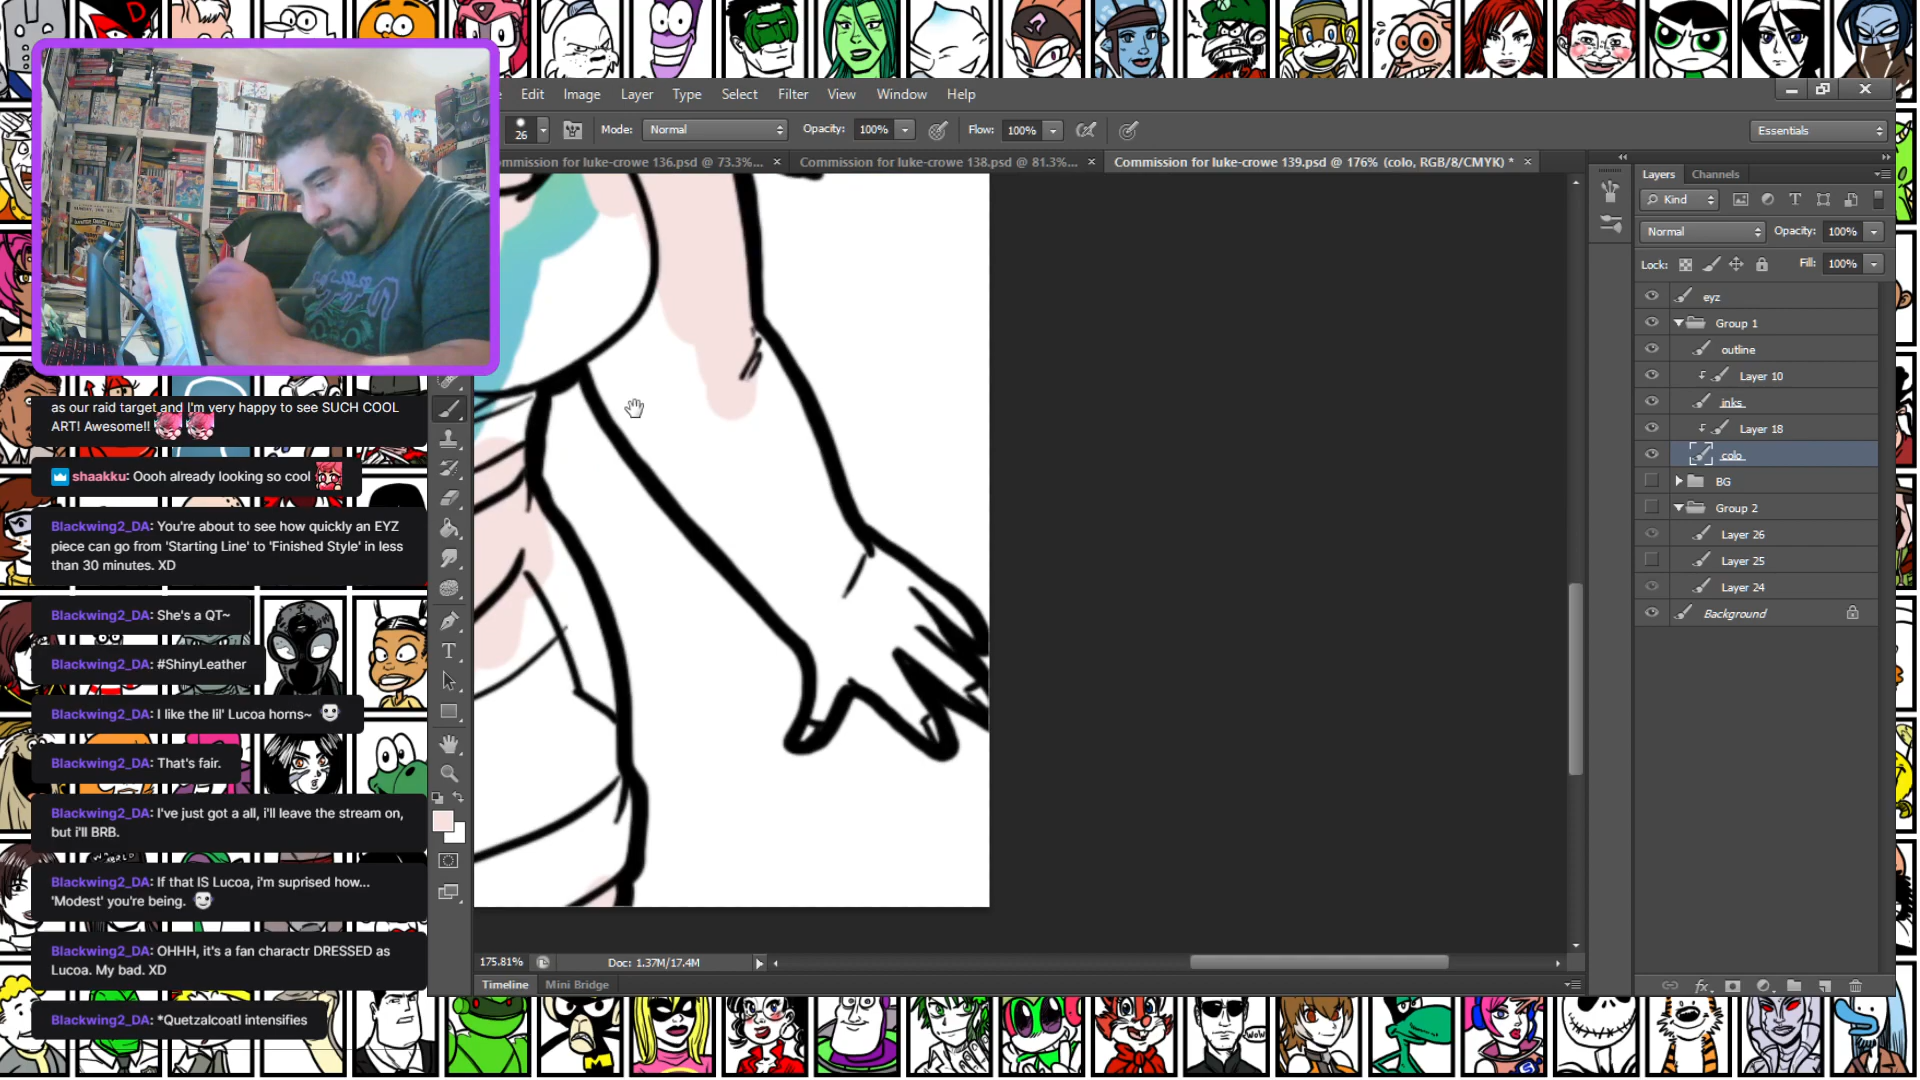 Edit Image Layer Type Select Filter View Window Help
26 Mode: Normal Opacity: 100% Flow: 100% Essentials
ommission for luke-crowe 136.psd @ 73.3%... × Commission for luke-crowe 138.psd @ 81.3%... × Commission for luke-crowe 139.psd @ 176% (colo, RGB/8/CMYK) * ×
Layers Channels
Kind
Normal Opacity: 100%
Lock: Fill: 100%
eyz
Group 1
outline
Layer 10
inks
Layer 18
colo
BG
Group 2
Layer 26
Layer 25
Layer 24
Background
as our raid target and I'm very happy to see SUCH COOL
ART! Awesome!!
shaakku: Oooh already looking so cool
Blackwing2_DA: You're about to see how quickly an EYZ
piece can go from 'Starting Line' to 'Finished Style' in less
than 30 minutes. XD
Blackwing2_DA: She's a QT~
Blackwing2_DA: #ShinyLeather
Blackwing2_DA: I like the lil' Lucoa horns~
Blackwing2_DA: That's fair.
Blackwing2_DA: I've just got a all, i'll leave the stream on,
but i'll BRB.
Blackwing2_DA: If that IS Lucoa, i'm suprised how...
'Modest' you're being.
Blackwing2_DA: OHHH, it's a fan charactr DRESSED as
Lucoa. My bad. XD
Blackwing2_DA: *Quetzalcoatl intensifies
175.81% Doc: 1.37M/17.4M
Timeline Mini Bridge
WOW